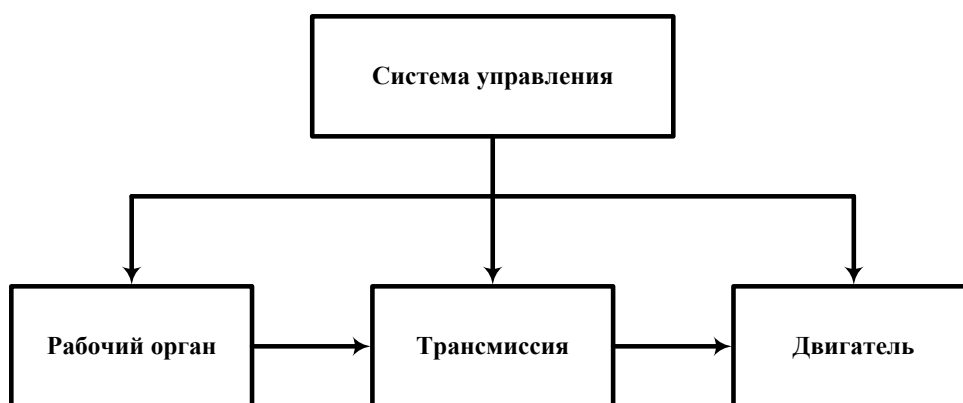 Система управления
Рабочий орган
Трансмиссия
Двигатель